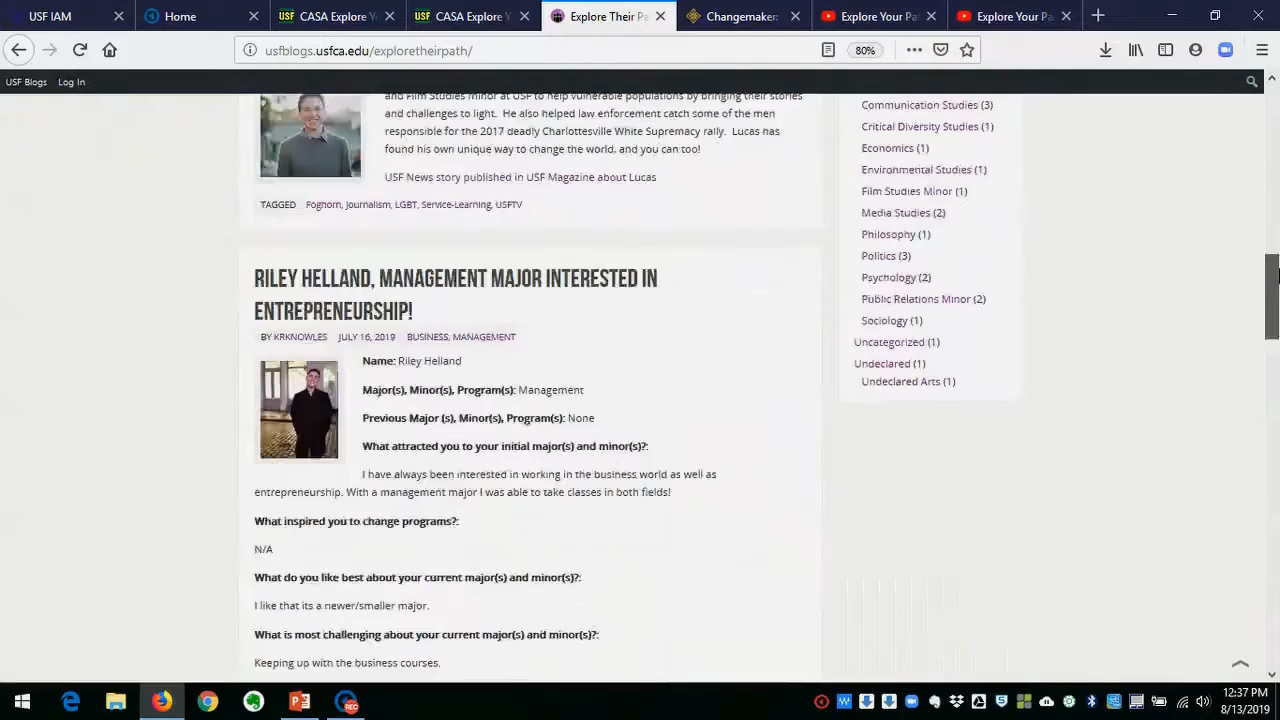 USF IAM
Home
CASA Explore Y
CASA Explore Y
Explore Their Pa
Changemaker:
Explore Your Pa
Explore Your Pa
usfblogs.usfca.edu/exploretheirpath/
80%
USF Blogs Log In
and Film Studies minor at USF to help vulnerable populations by bringing their stories
and challenges to light. He also helped law enforcement catch some of the men
responsible for the 2017 deadly Charlottesville White Supremacy rally. Lucas has
found his own unique way to change the world, and you can too!
USF News story published in USF Magazine about Lucas
TAGGED Foghorn, Journalism, LGBT, Service-Learning, USFTV
RILEY HELLAND, MANAGEMENT MAJOR INTERESTED IN
ENTREPRENEURSHIP!
BY KRKNOWLES JULY 16, 2019 BUSINESS, MANAGEMENT
Name: Riley Helland
Major(s), Minor(s), Program(s): Management
Previous Major (s), Minor(s), Program(s): None
What attracted you to your initial major(s) and minor(s)?:
I have always been interested in working in the business world as well as
entrepreneurship. With a management major I was able to take classes in both fields!
What inspired you to change programs?:
N/A
What do you like best about your current major(s) and minor(s)?:
I like that its a newer/smaller major.
What is most challenging about your current major(s) and minor(s)?:
Keeping up with the business courses.
Communication Studies (3)
Critical Diversity Studies (1)
Economics (1)
Environmental Studies (1)
Film Studies Minor (1)
Media Studies (2)
Philosophy (1)
Politics (3)
Psychology (2)
Public Relations Minor (2)
Sociology (1)
Uncategorized (1)
Undeclared (1)
Undeclared Arts (1)
REC
12:37 PM
8/13/2019